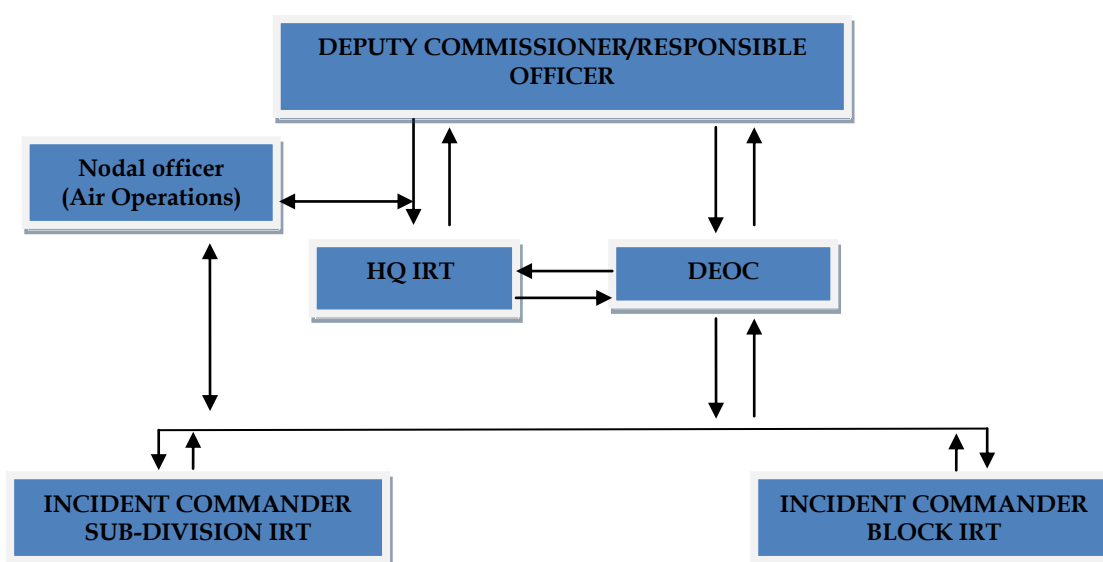 DEPUTY COMMISSIONER/RESPONSIBLE
OFFICER
Nodal officer
(Air Operations)
HQ IRT
DEOC
INCIDENT COMMANDER
SUB-DIVISION IRT
INCIDENT COMMANDER
BLOCK IRT